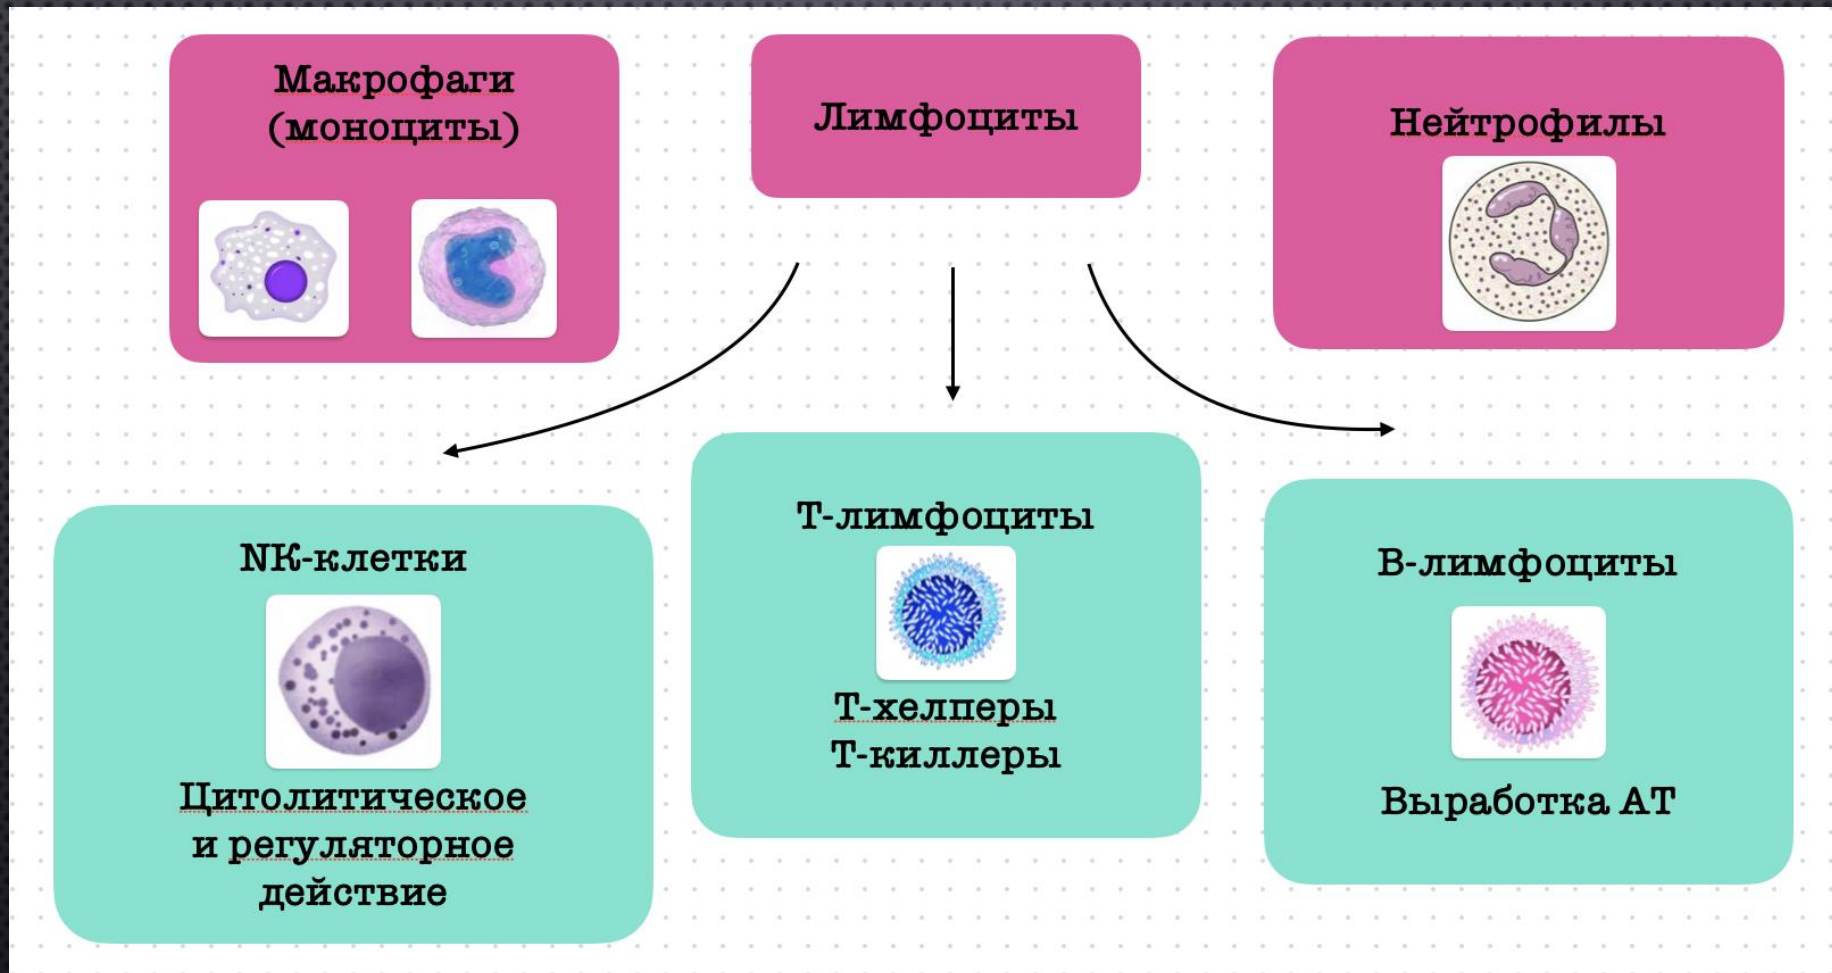 Макрофаги
(моноциты)
Лимфоциты
Нейтрофилы
NK-клетки
Цитолитическое
и регуляторное
действие
Т-лимфоциты
Т-хелперы
Т-киллеры
В-лимфоциты
Выработка АТ